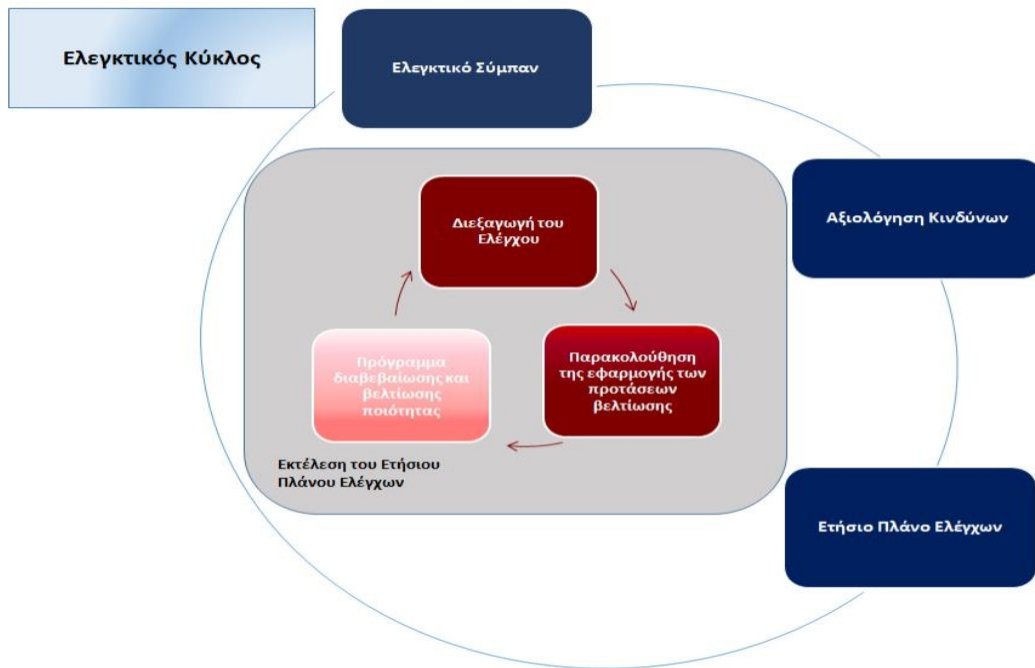 Ελεγκτικός Κύκλος
Ελεγκτικό Σύμπαν
Αξιολόγηση Κινδύνων
Ετήσιο Πλάνο Ελέγχων
Διεξαγωγή του
Ελέγχου
Παρακολούθηση
της εφαρμογής των
προτάσεων
βελτίωσης
Πρόγραμμα
διαβεβαίωσης και
βελτίωσης
ποιότητας
Εκτέλεση του Ετήσιου
Πλάνου Ελέγχων